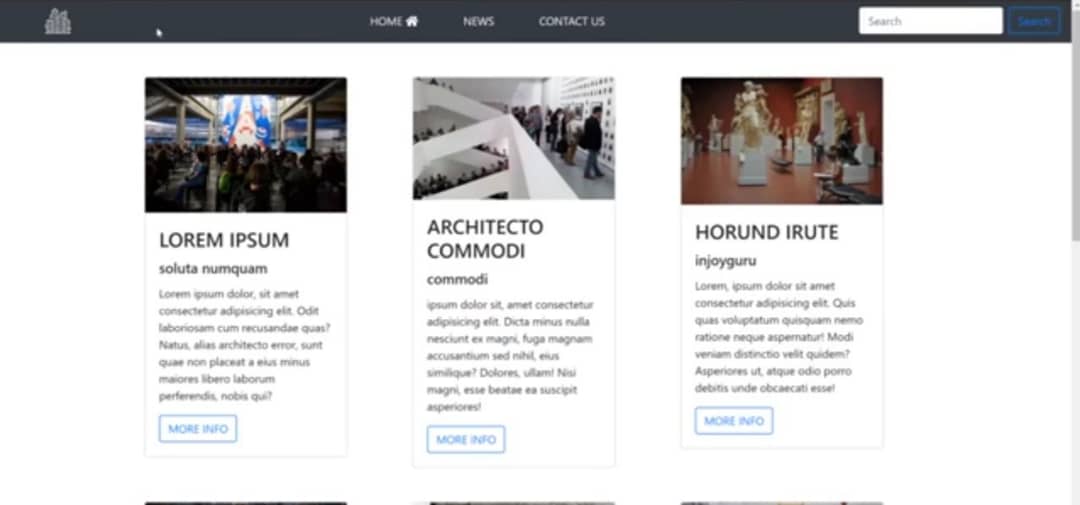 HOME
NEWS
CONTACT US
Search
Search
LOREM IPSUM
soluta numquam
Lorem ipsum dolor, sit amet
consectetur adipisicing elit. Odit
laboriosam cum recusandae quas?
Natus, alias architecto error, sunt
quae non placeat a eius minus
maiores libero laborum
perferendis, nobis qui?
MORE INFO
ARCHITECTO
COMMODI
commodi
ipsum dolor sit, amet consectetur
adipisicing elit. Dicta minus nulla
nesciunt ex magni, fuga magnam
accusantium sed nihil, eius
similique? Dolores, ullam! Nisi
magni, esse beatae ea suscipit
asperiores!
MORE INFO
HORUND IRUTE
injoyguru
Lorem, ipsum dolor sit amet
consectetur adipisicing elit. Quis
quas voluptatum quisquam nemo
ratione neque aspernatur! Modi
veniam distinctio velit quidem?
Asperiores ut, atque odio porro
debitis unde obcaecati esse!
MORE INFO